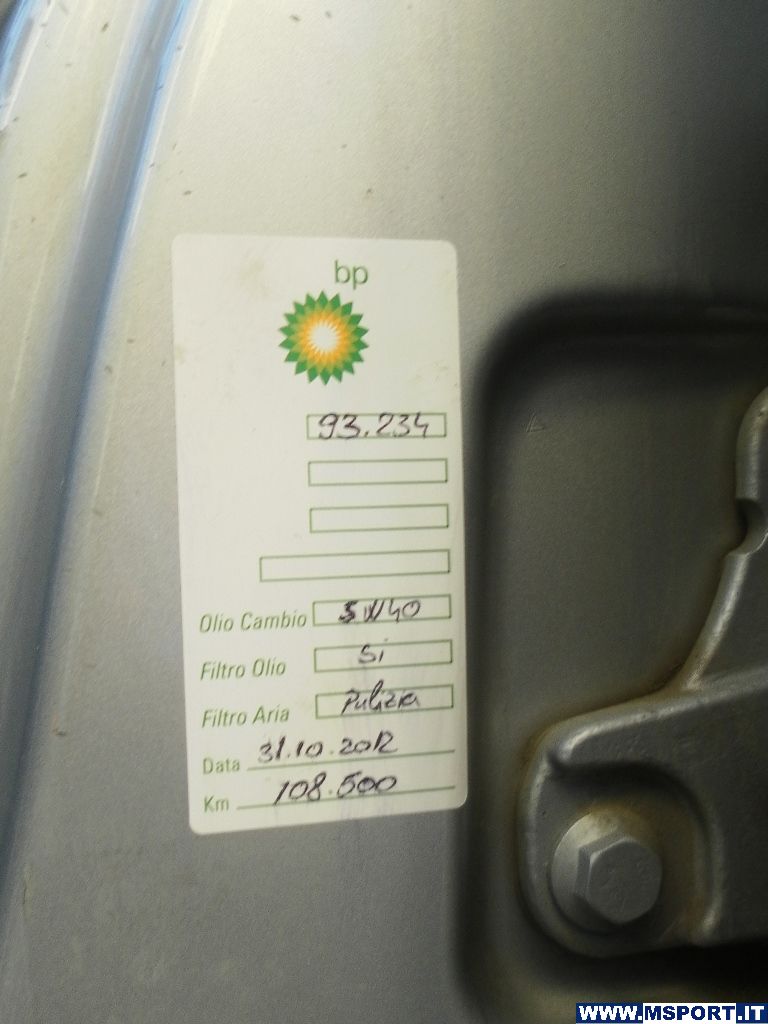 bp
93.234
Olio Cambio 5W40
Filtro Olio Si
Filtro Aria Pulizia
Data 31.10.2012
Km 108.500
WWW.MSPORT.IT